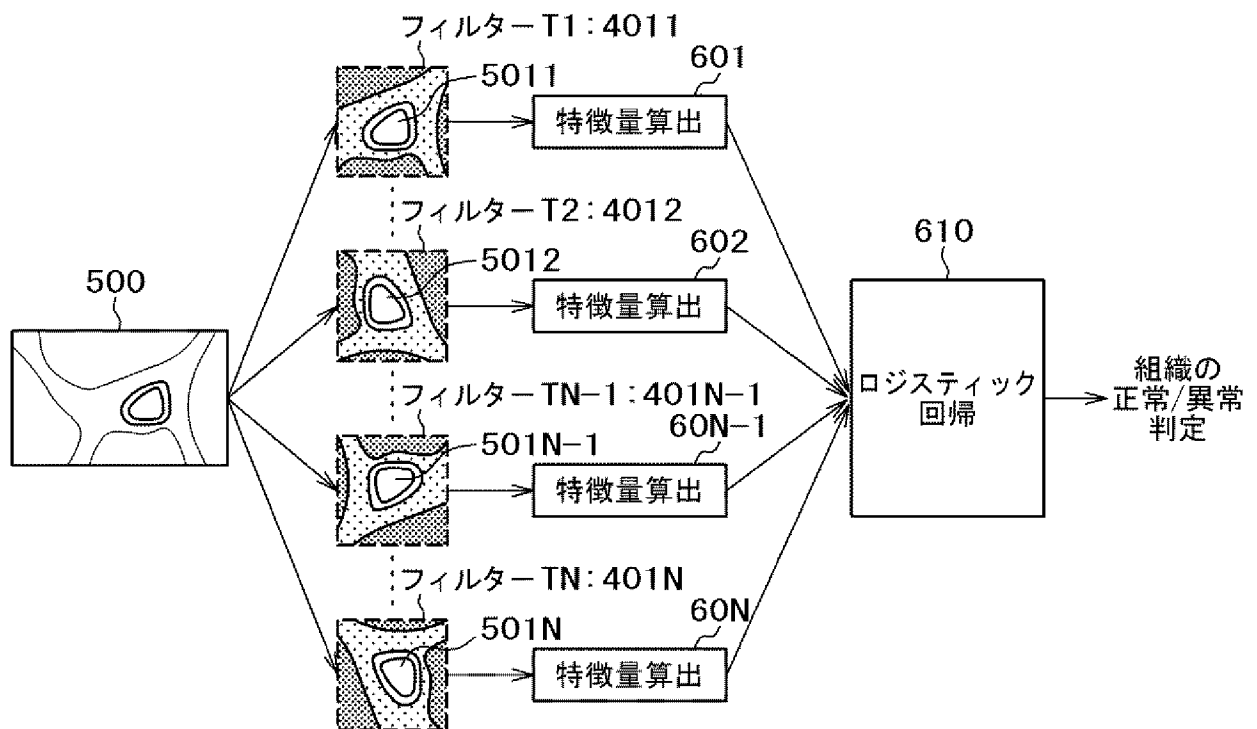 フィルターT1:4011
5011
601
特徴量算出
フィルターT2:4012
5012
602
特徴量算出
500
610
ロジスティック
回帰
組織の
正常/異常
判定
フィルターTN-1:401N-1
501N-1
60N-1
特徴量算出
フィルターTN:401N
501N
60N
特徴量算出